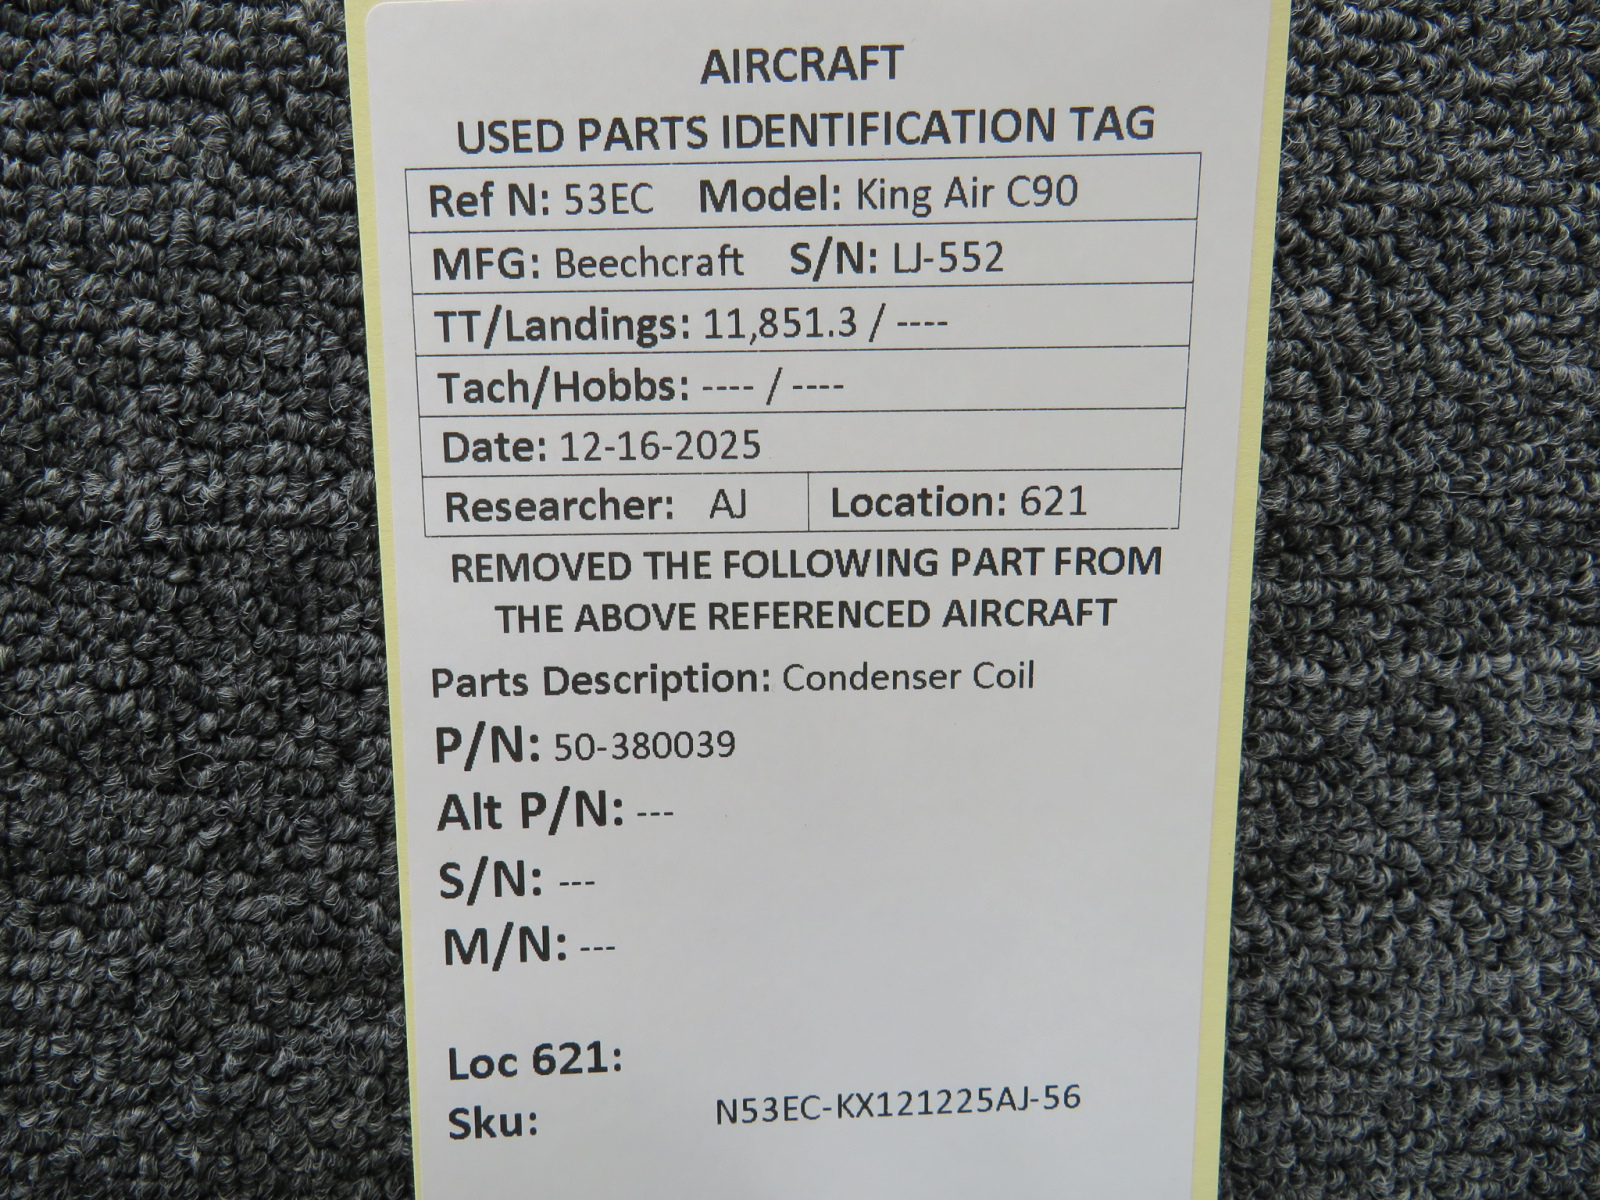 AIRCRAFT
USED PARTS IDENTIFICATION TAG
Ref N: 53EC Model: King Air C90
MFG: Beechcraft S/N: LJ-552
TT/Landings: 11,851.3 / ----
Tach/Hobbs: ---- / ----
Date: 12-16-2025
Researcher: AJ Location: 621
REMOVED THE FOLLOWING PART FROM
THE ABOVE REFERENCED AIRCRAFT
Parts Description: Condenser Coil
P/N: 50-380039
Alt P/N: ---
S/N: ---
M/N: ---
Loc 621:
Sku: N53EC-KX121225AJ-56